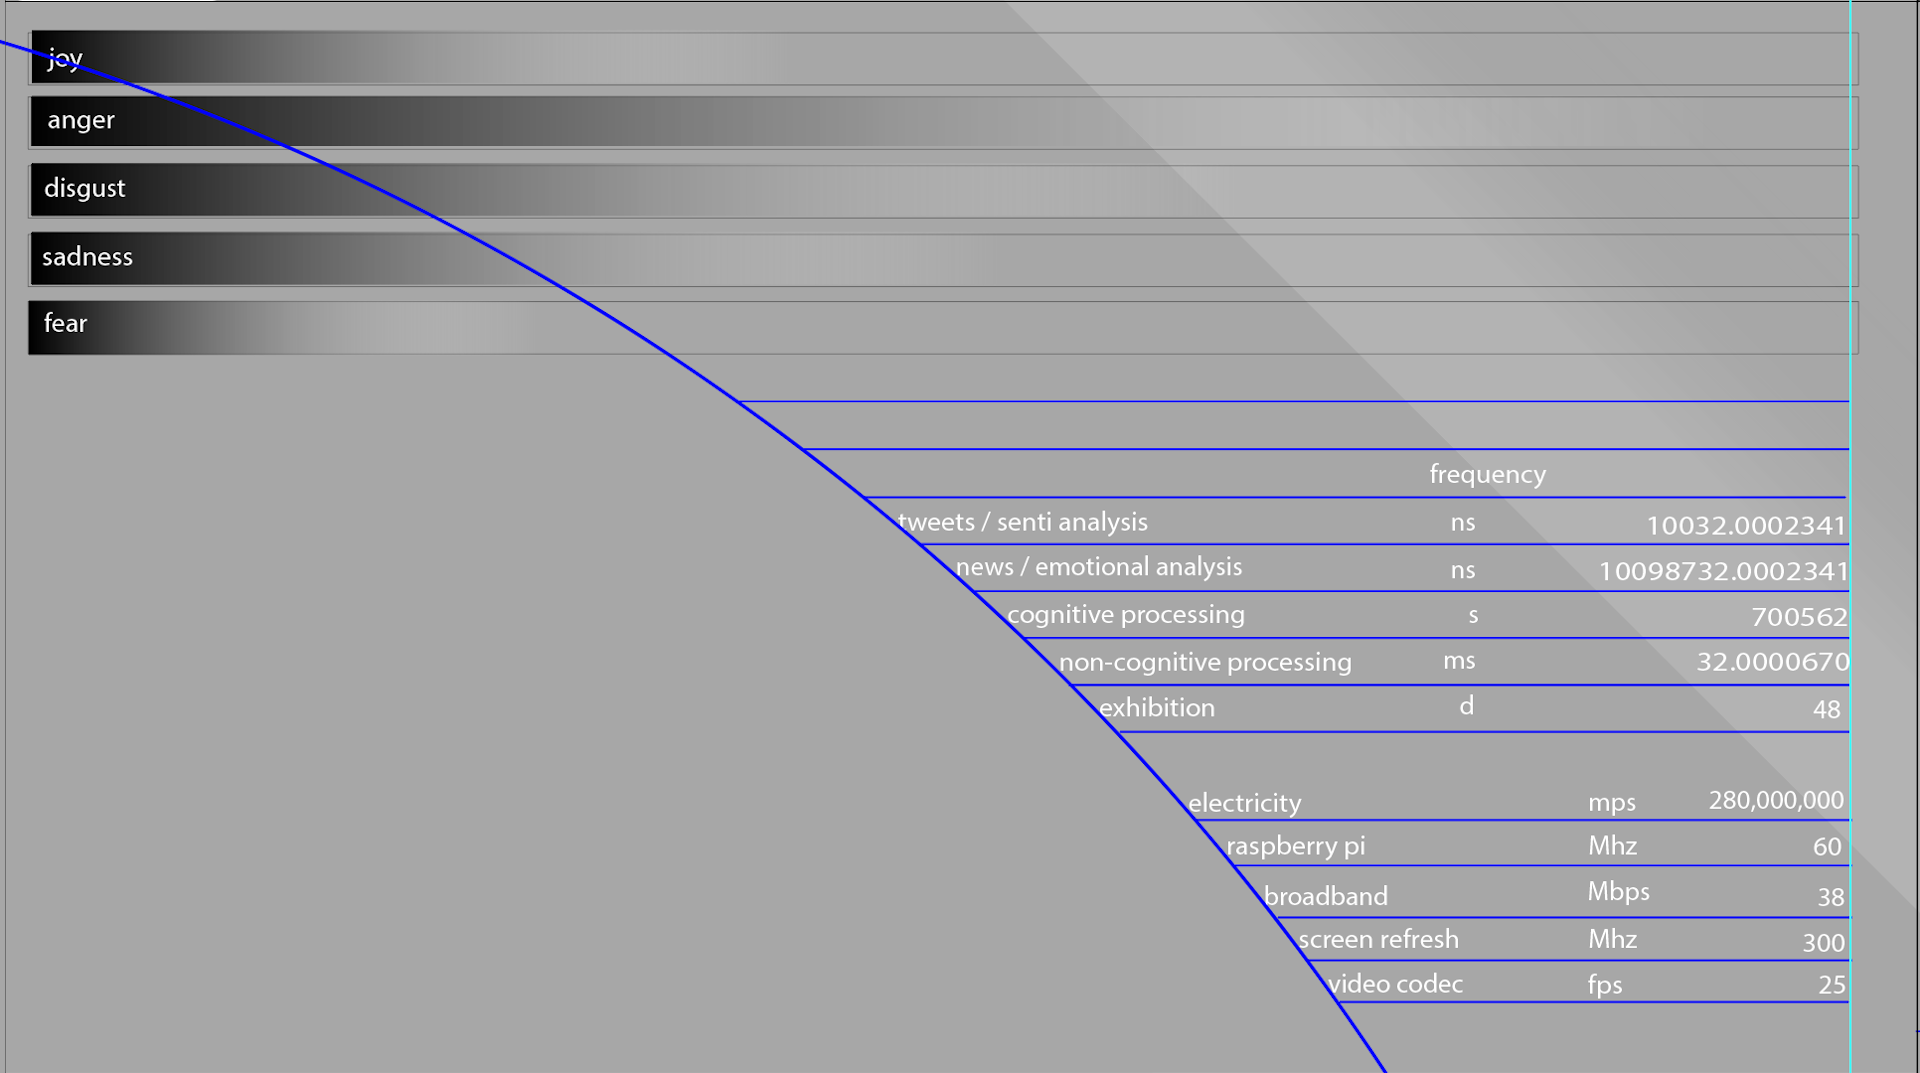 joy
anger
disgust
sadness
fear
frequency
tweets / senti analysis ns 10032.0002341
news / emotional analysis ns 10098732.0002341
cognitive processing s 700562
non-cognitive processing ms 32.0000670
exhibition d 48
electricity mps 280,000,000
raspberry pi Mhz 60
broadband Mbps 38
screen refresh Mhz 300
video codec fps 25